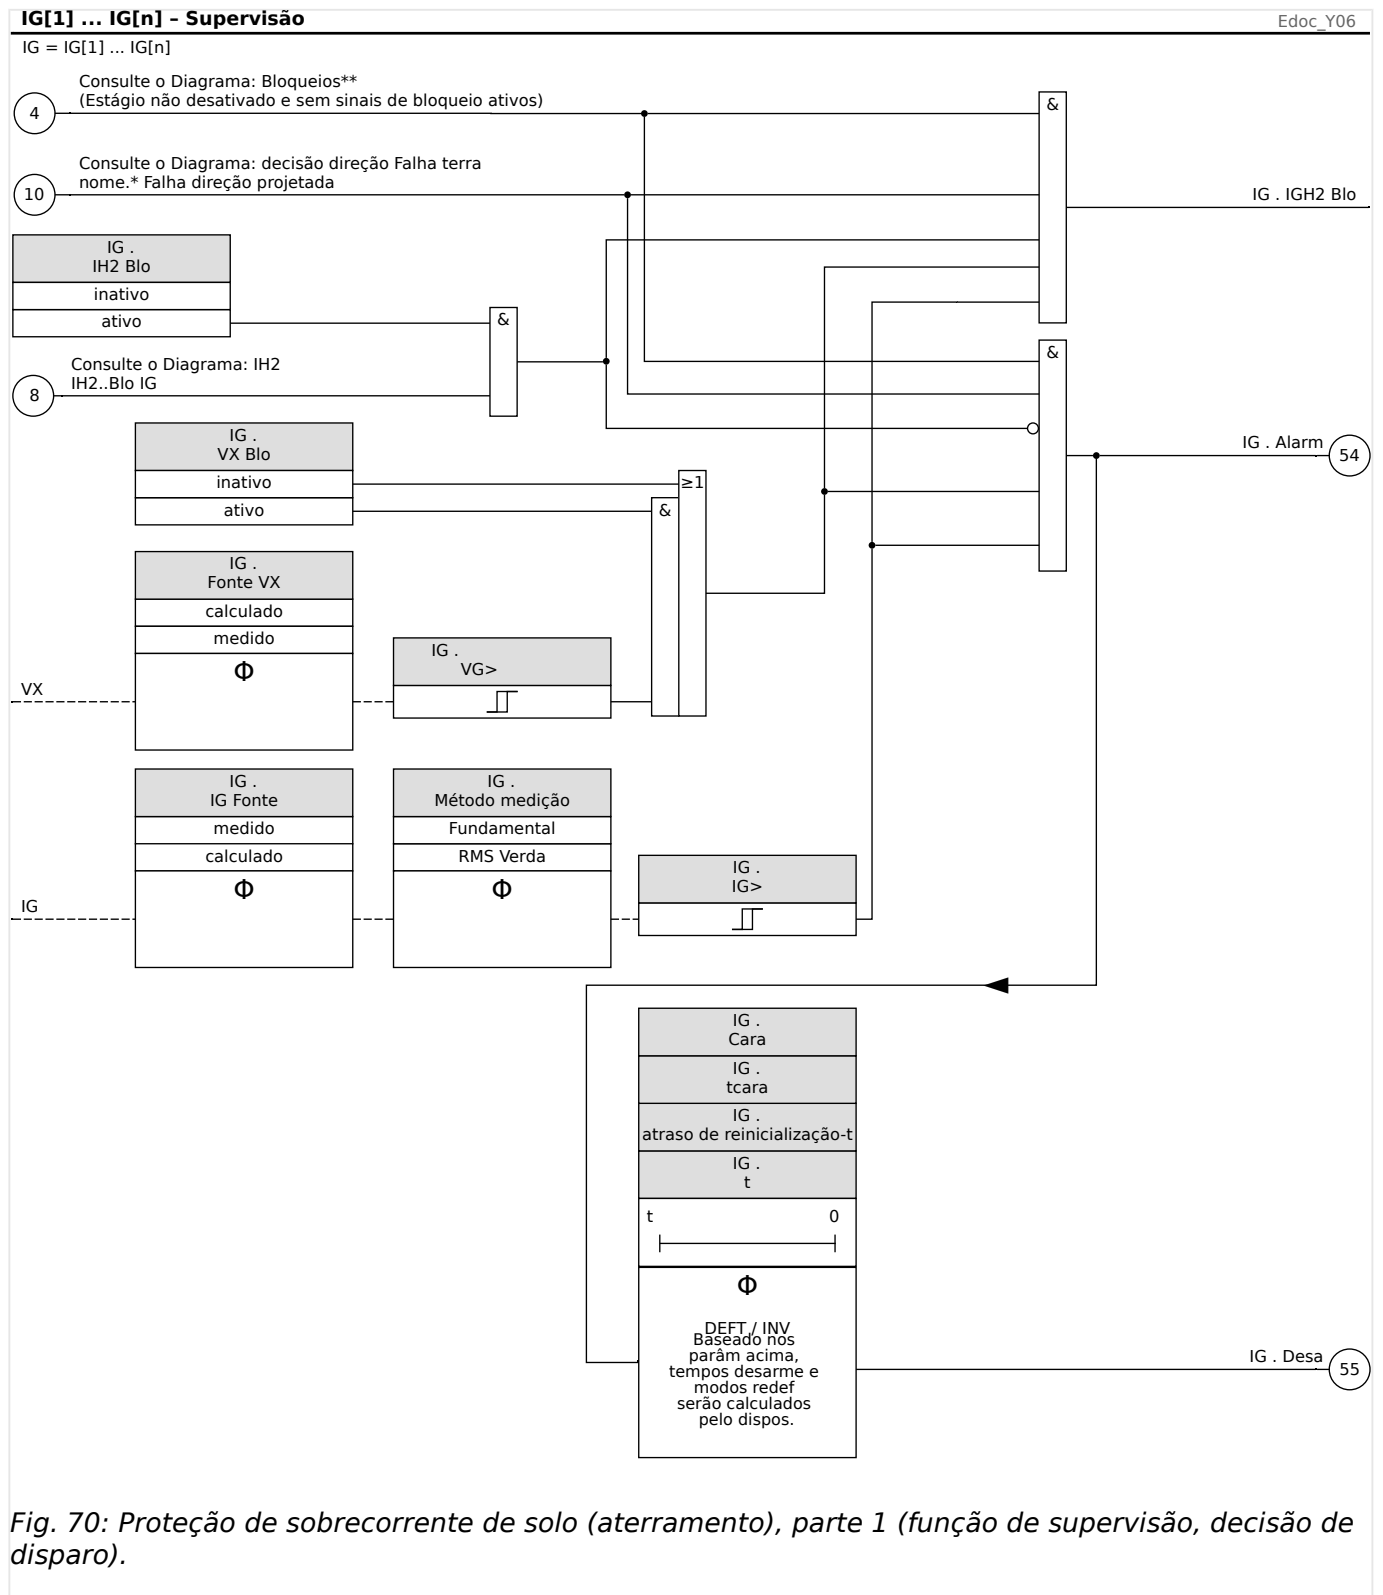 IG[1] ... IG[n] – Supervisão
Edoc_Y06
IG = IG[1] ... IG[n]
Consulte o Diagrama: Bloqueios**
(Estágio não desativado e sem sinais de bloqueio ativos)
4
&
Consulte o Diagrama: decisão direção Falha terra
nome.* Falha direção projetada
10
IG . IGH2 Blo
IG .
IH2 Blo
inativo
ativo
&
&
Consulte o Diagrama: IH2
IH2..Blo IG
8
IG .
VX Blo
inativo
ativo
≥1
&
IG . Alarm
54
IG .
Fonte VX
calculado
medido
Φ
VX
IG .
VG>
IG .
IG Fonte
medido
calculado
Φ
IG
IG .
Método medição
Fundamental
RMS Verda
Φ
IG .
IG>
IG .
Cara
IG .
tcara
IG .
atraso de reinicialização-t
IG .
t
t 0
Φ
DEFT / INV
Baseado nos
parâm acima,
tempos desarme e
modos redef
serão calculados
pelo dispos.
IG . Desa
55
Fig. 70: Proteção de sobrecorrente de solo (aterramento), parte 1 (função de supervisão, decisão de
disparo).